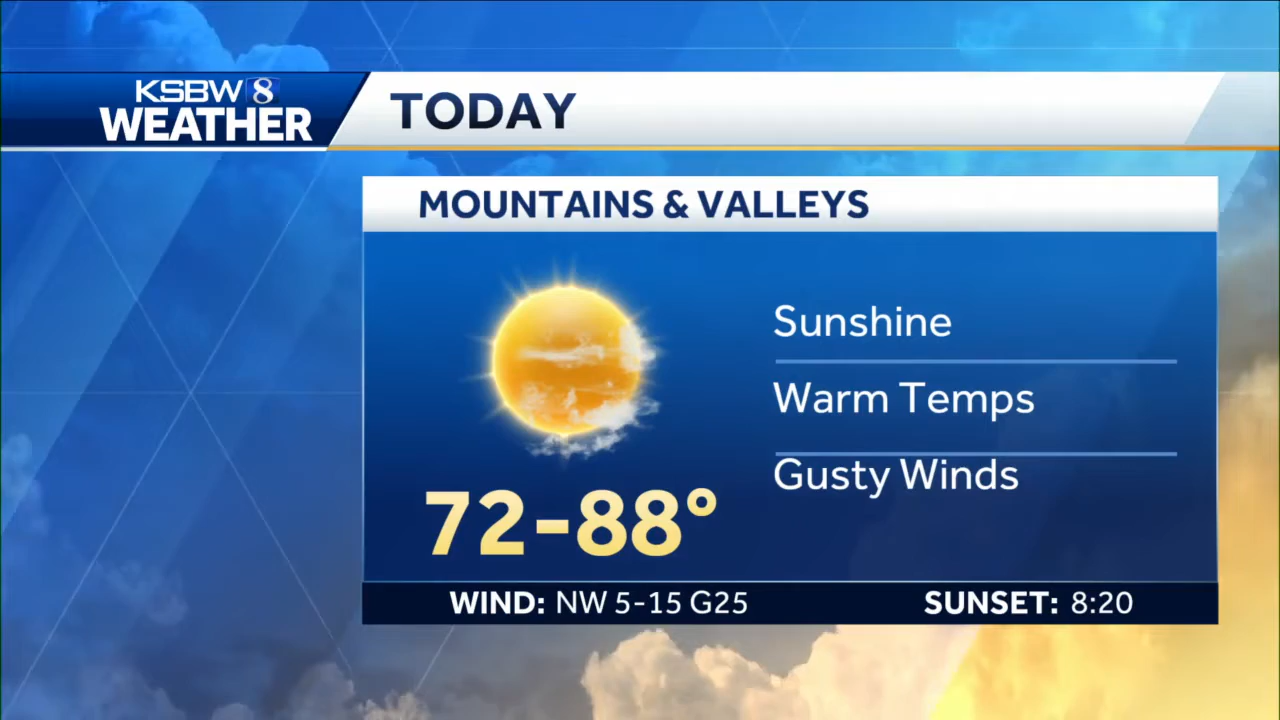 KSBW 8
WEATHER
TODAY
MOUNTAINS & VALLEYS
Sunshine
Warm Temps
Gusty Winds
72-88°
WIND: NW 5-15 G25
SUNSET: 8:20